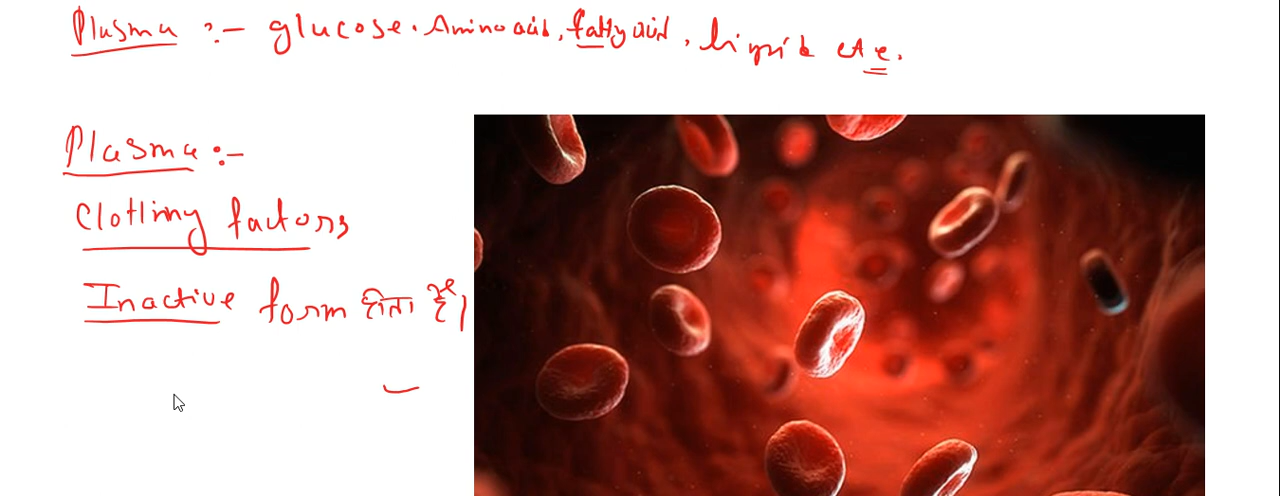 Plasma :- glucose. Amino acid, fatty acid, lipid etc.
Plasma :-
Clotting factors
Inactive form होता है।